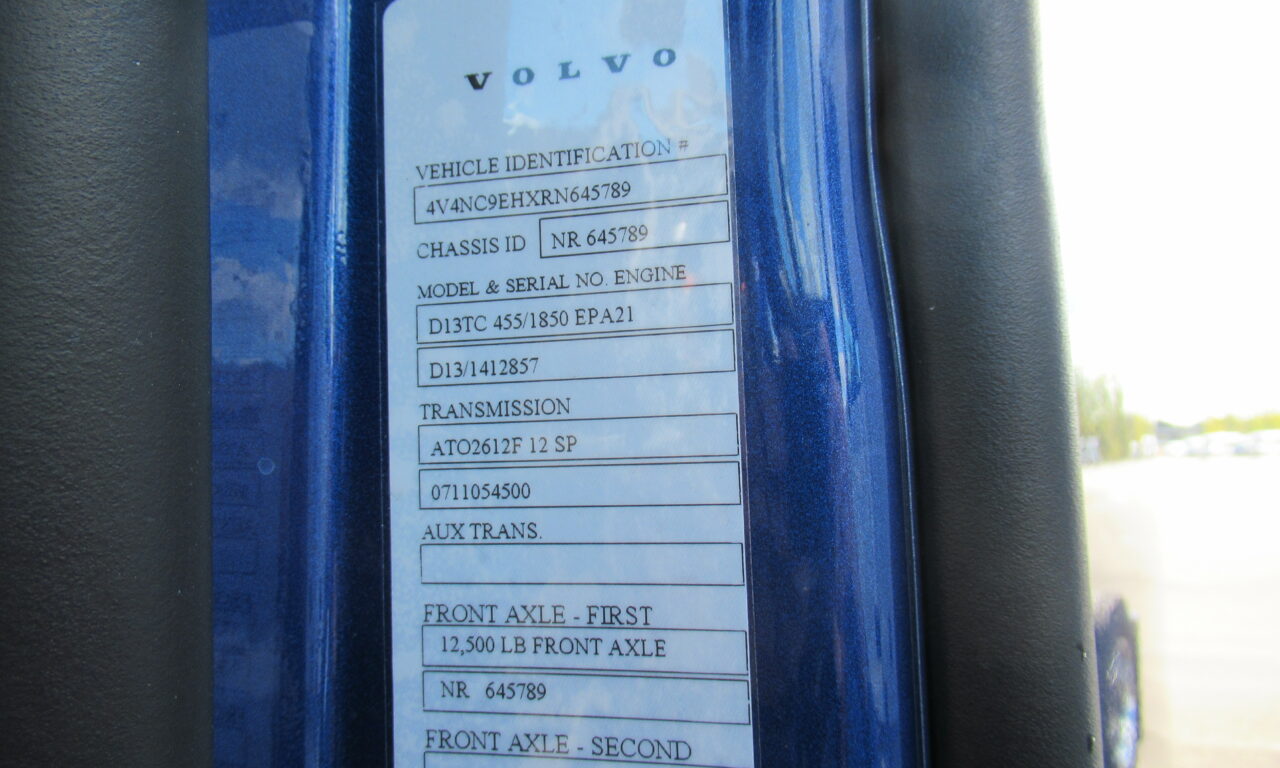 VOLVO
VEHICLE IDENTIFICATION #
4V4NC9EHXRN645789
CHASSIS ID NR 645789
MODEL & SERIAL NO. ENGINE
D13TC 455/1850 EPA21
D13/1412857
TRANSMISSION
ATO2612F 12 SP
0711054500
AUX TRANS.
FRONT AXLE - FIRST
12,500 LB FRONT AXLE
NR 645789
FRONT AXLE - SECOND